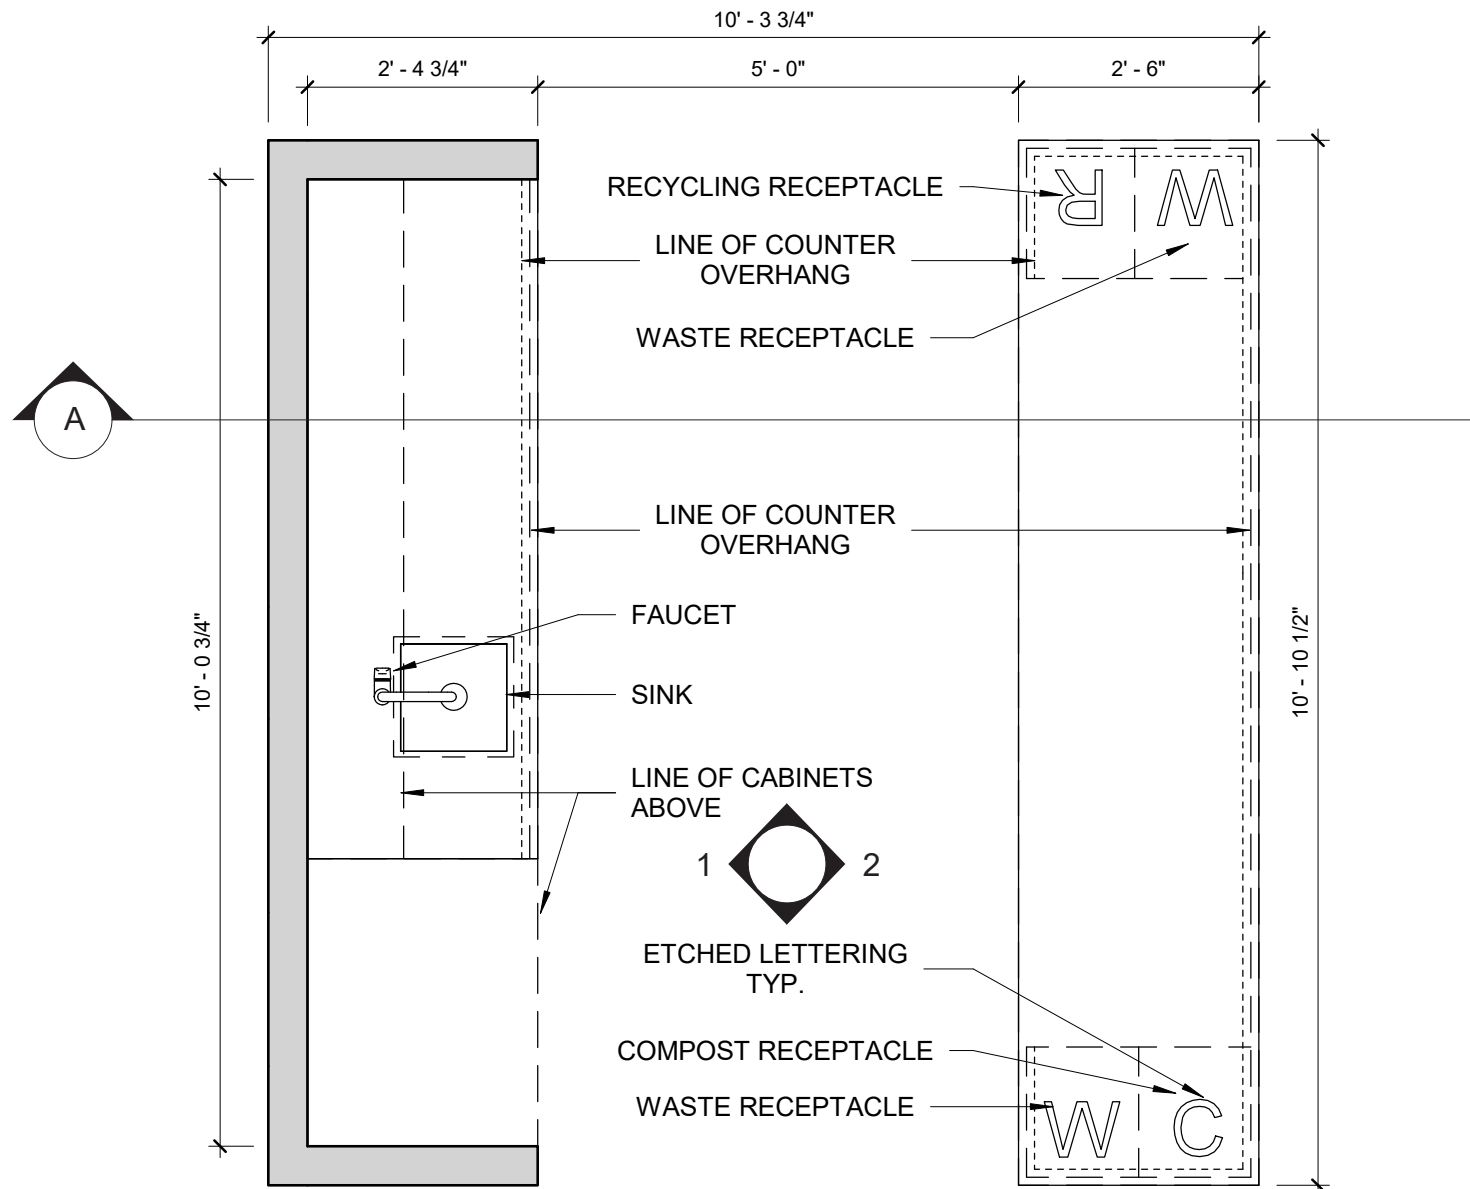 10' - 3 3/4"
2' - 4 3/4"
5' - 0"
2' - 6"
RECYCLING RECEPTACLE
R
W
LINE OF COUNTER
OVERHANG
WASTE RECEPTACLE
A
LINE OF COUNTER
OVERHANG
FAUCET
10' - 0 3/4"
10' - 10 1/2"
SINK
LINE OF CABINETS
ABOVE
1
2
ETCHED LETTERING
TYP.
COMPOST RECEPTACLE
WASTE RECEPTACLE
W
C